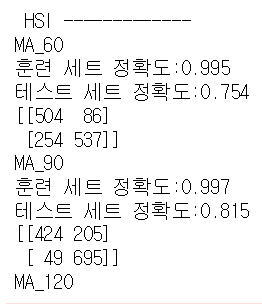 HSI -------------
MA_60
훈련 세트 정확도:0.995
테스트 세트 정확도:0.754
[[504  86]
 [254 537]]
MA_90
훈련 세트 정확도:0.997
테스트 세트 정확도:0.815
[[424 205]
 [ 49 695]]
MA_120